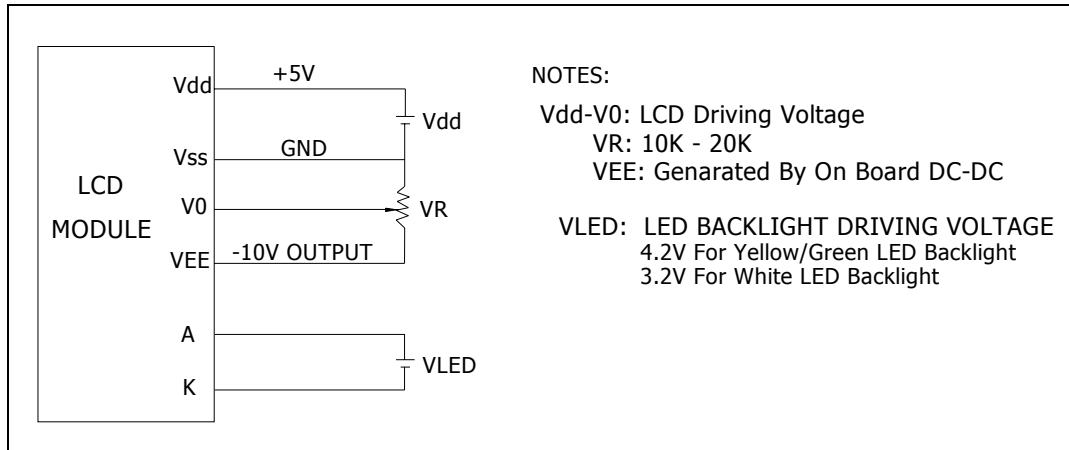 Vdd
+5V
Vdd
Vss
GND
LCD
MODULE
V0
VR
VEE
-10V OUTPUT
A
VLED
K
NOTES:
Vdd-V0: LCD Driving Voltage
VR: 10K - 20K
VEE: Genarated By On Board DC-DC
VLED: LED BACKLIGHT DRIVING VOLTAGE
4.2V For Yellow/Green LED Backlight
3.2V For White LED Backlight